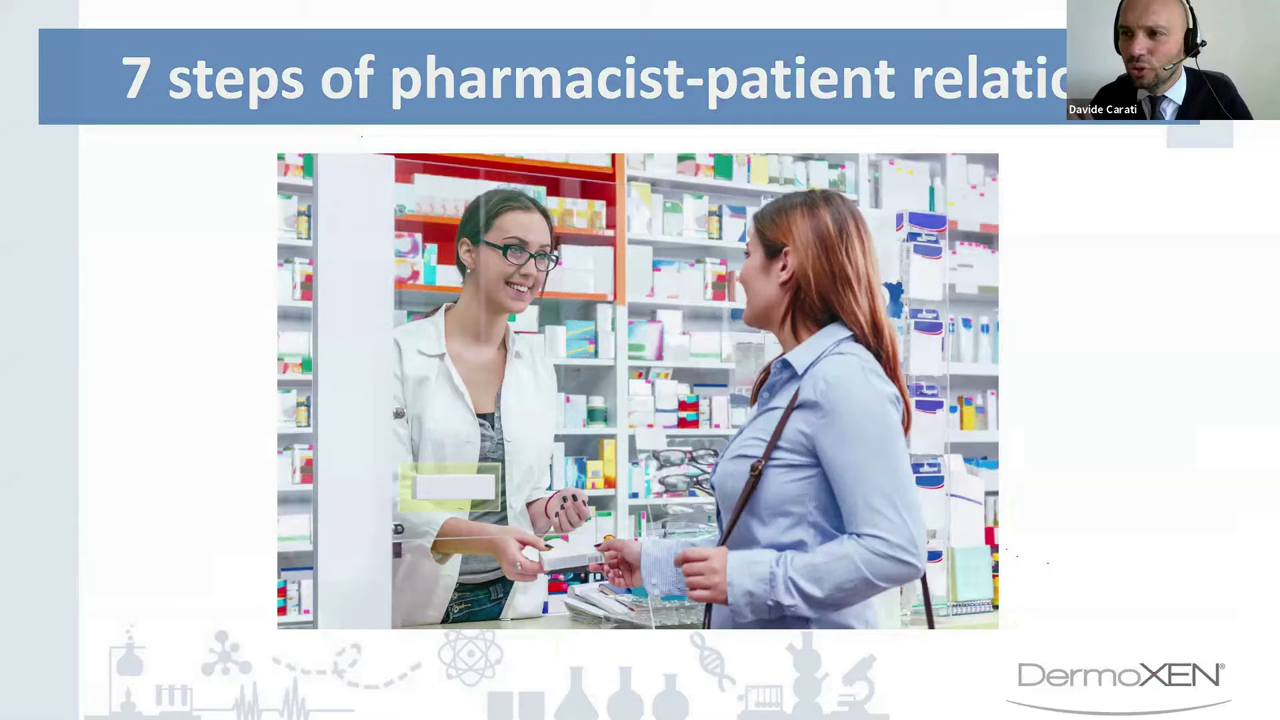 7 steps of pharmacist-patient relatio
Davide Carati
DermoXEN®